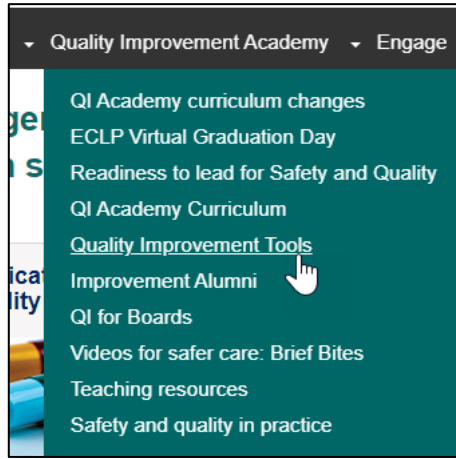 Quality Improvement Academy Engage
QI Academy curriculum changes
ECLP Virtual Graduation Day
Readiness to lead for Safety and Quality
QI Academy Curriculum
Quality Improvement Tools
Improvement Alumni
QI for Boards
Videos for safer care: Brief Bites
Teaching resources
Safety and quality in practice